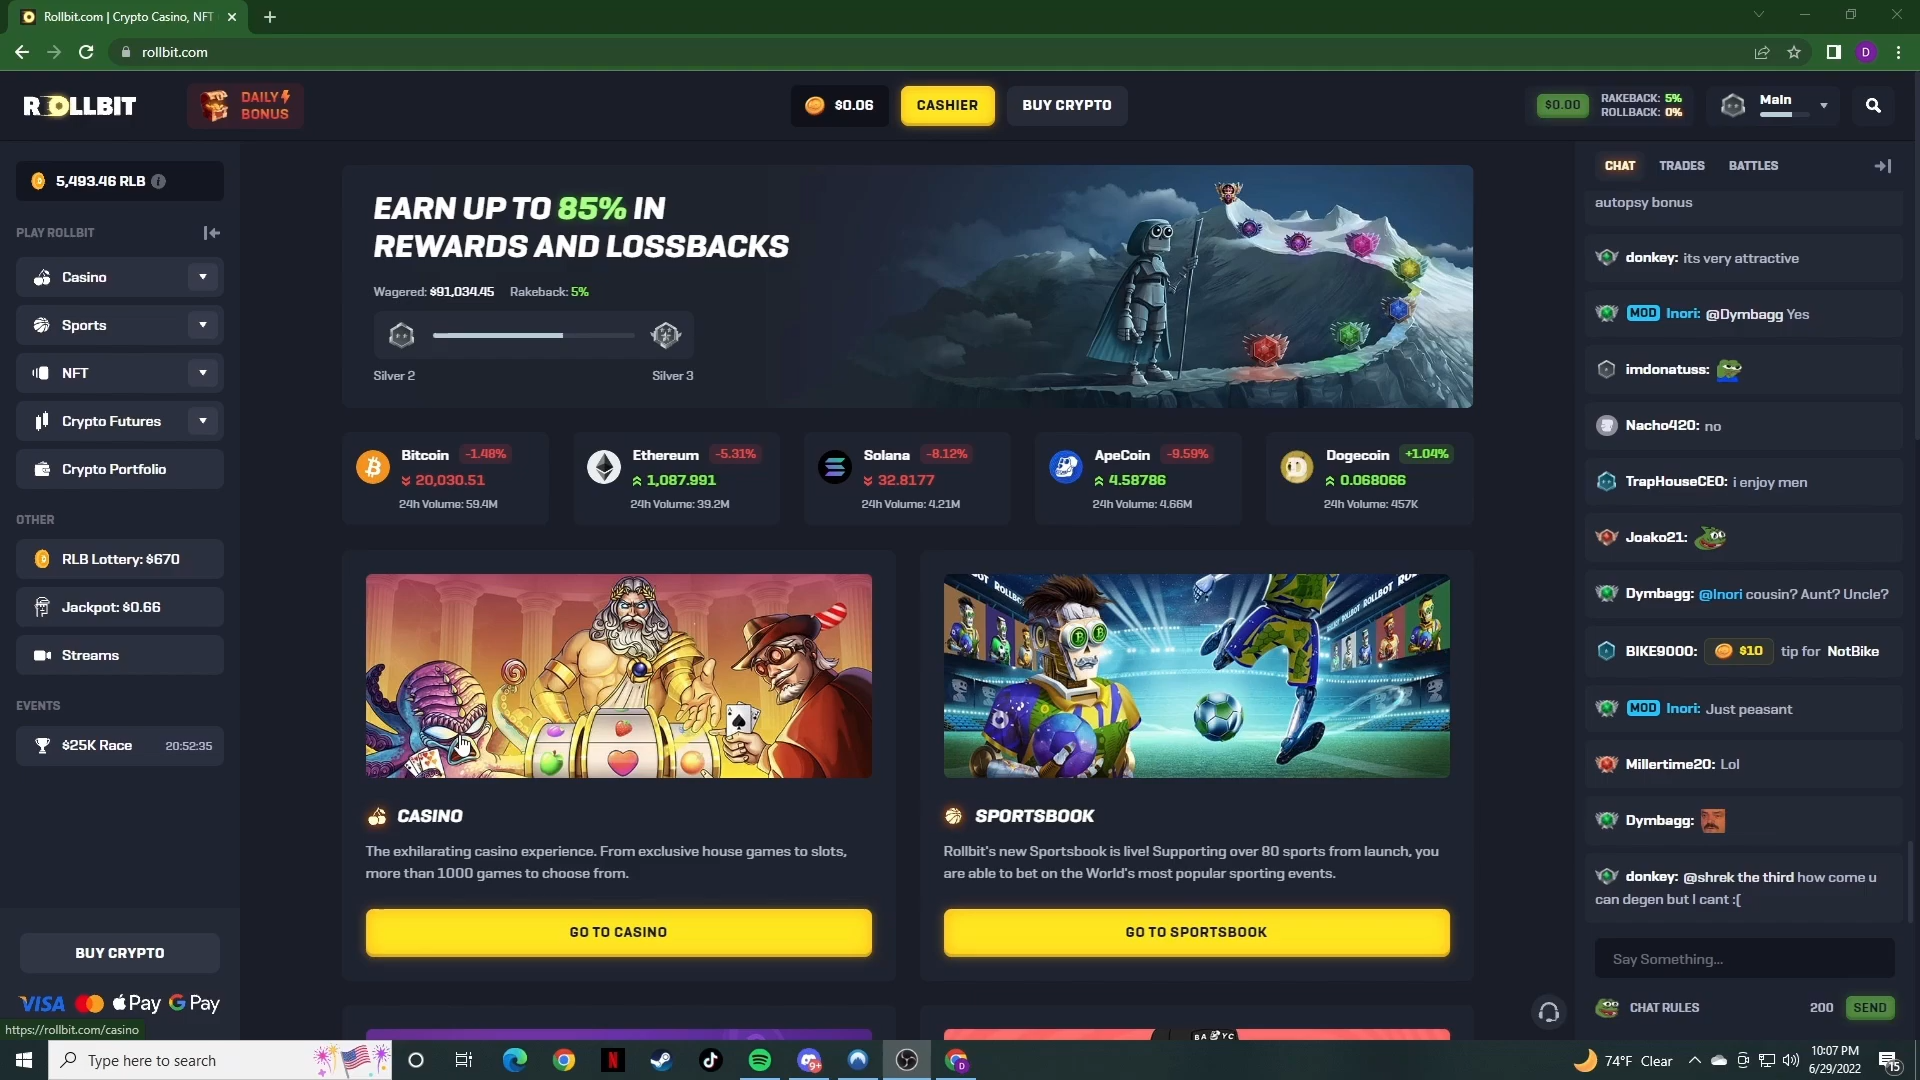 Rollbit.com | Crypto Casino, NFT
rollbit.com
D
ROLLBIT
DAILY
BONUS
$0.06
CASHIER
BUY CRYPTO
$0.00
RAKEBACK: 5%
ROLLBACK: 0%
Main
5,493.46 RLB
PLAY ROLLBIT
Casino
Sports
NFT
Crypto Futures
Crypto Portfolio
OTHER
RLB Lottery: $670
Jackpot: $0.66
Streams
EVENTS
$25K Race 20:52:35
BUY CRYPTO
VISA Pay G Pay
https://rollbit.com/casino
EARN UP TO 85% IN
REWARDS AND LOSSBACKS
Wagered: $91,034.45 Rakeback: 5%
Silver 2 Silver 3
Bitcoin -1.48%
20,030.51
24h Volume: 59.4M
Ethereum -5.31%
1,087.991
24h Volume: 39.2M
Solana -8.12%
32.8177
24h Volume: 4.21M
ApeCoin -9.59%
4.58786
24h Volume: 4.66M
Dogecoin +1.04%
0.068066
24h Volume: 457K
CASINO
The exhilarating casino experience. From exclusive house games to slots,
more than 1000 games to choose from.
GO TO CASINO
ROLLBOT ROLLBOT
SPORTSBOOK
Rollbit's new Sportsbook is live! Supporting over 80 sports from launch, you
are able to bet on the World's most popular sporting events.
GO TO SPORTSBOOK
CHAT TRADES BATTLES
autopsy bonus
donkey: its very attractive
MOD Inori: @Dymbagg Yes
imdonatuss:
Nacho420: no
TrapHouseCEO: i enjoy men
Joako21:
Dymbagg: @Inori cousin? Aunt? Uncle?
BIKE9000: $10 tip for NotBike
MOD Inori: Just peasant
Millertime20: Lol
Dymbagg:
donkey: @shrek the third how come u
can degen but I cant :[
Say Something...
CHAT RULES 200 SEND
Type here to search
N
9+
D
74°F Clear
10:07 PM
6/29/2022
15